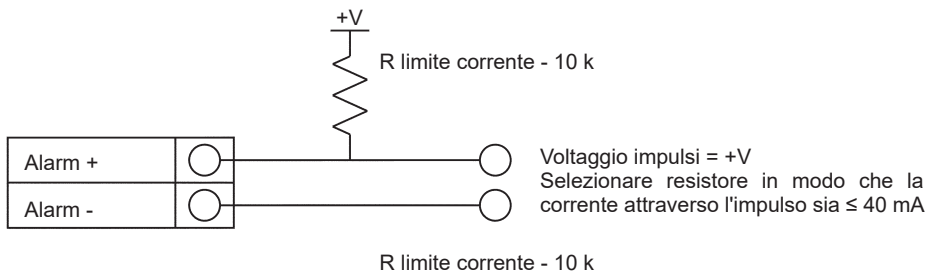 +V
R limite corrente - 10 k
Alarm +
Voltaggio impulsi = +V
Selezionare resistore in modo che la
Alarm -
corrente attraverso l'impulso sia ≤ 40 mA
R limite corrente - 10 k